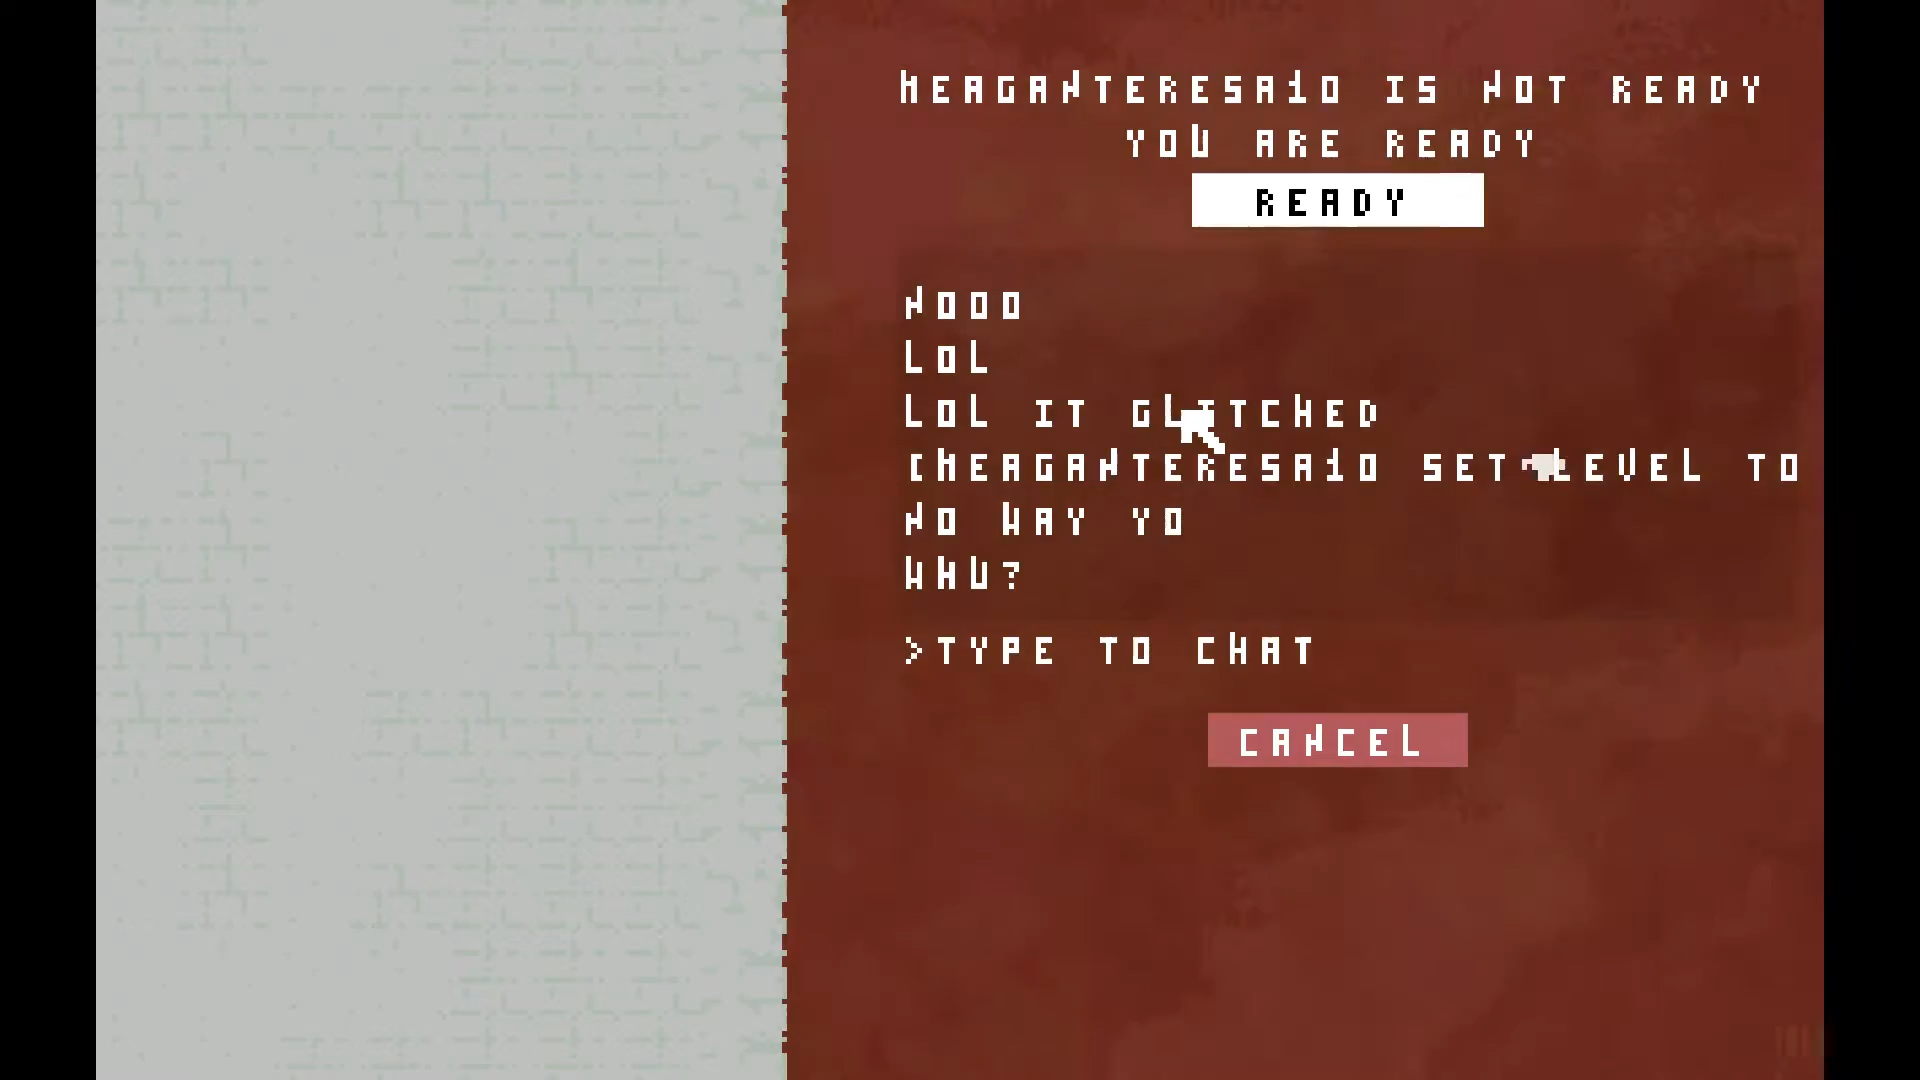 MEAGANTERESA10 IS NOT READY
YOU ARE READY
READY
NOOO
LOL
LOL IT GLITCHED
[MEAGANTERESA10 SET LEVEL TO
NO WAY YO
WHU?
>TYPE TO CHAT
CANCEL